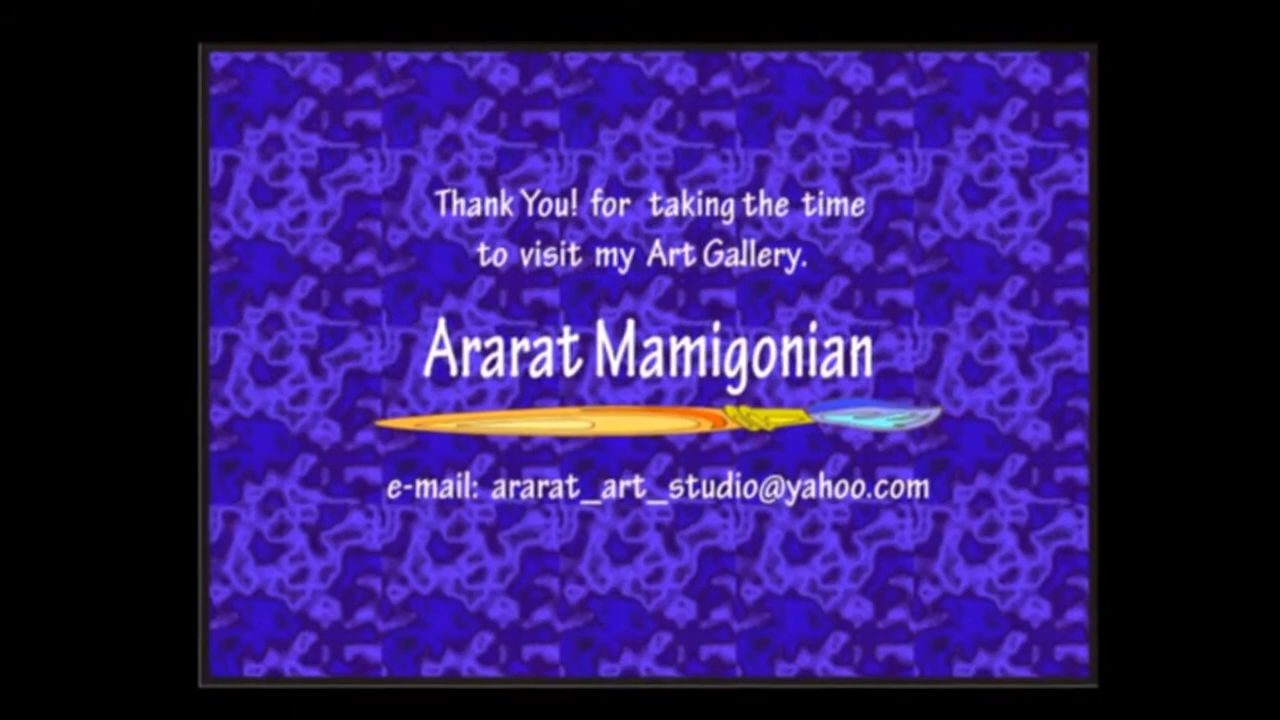 Thank You! for taking the time
to visit my Art Gallery.
Ararat Mamigonian
e-mail: ararat_art_studio@yahoo.com